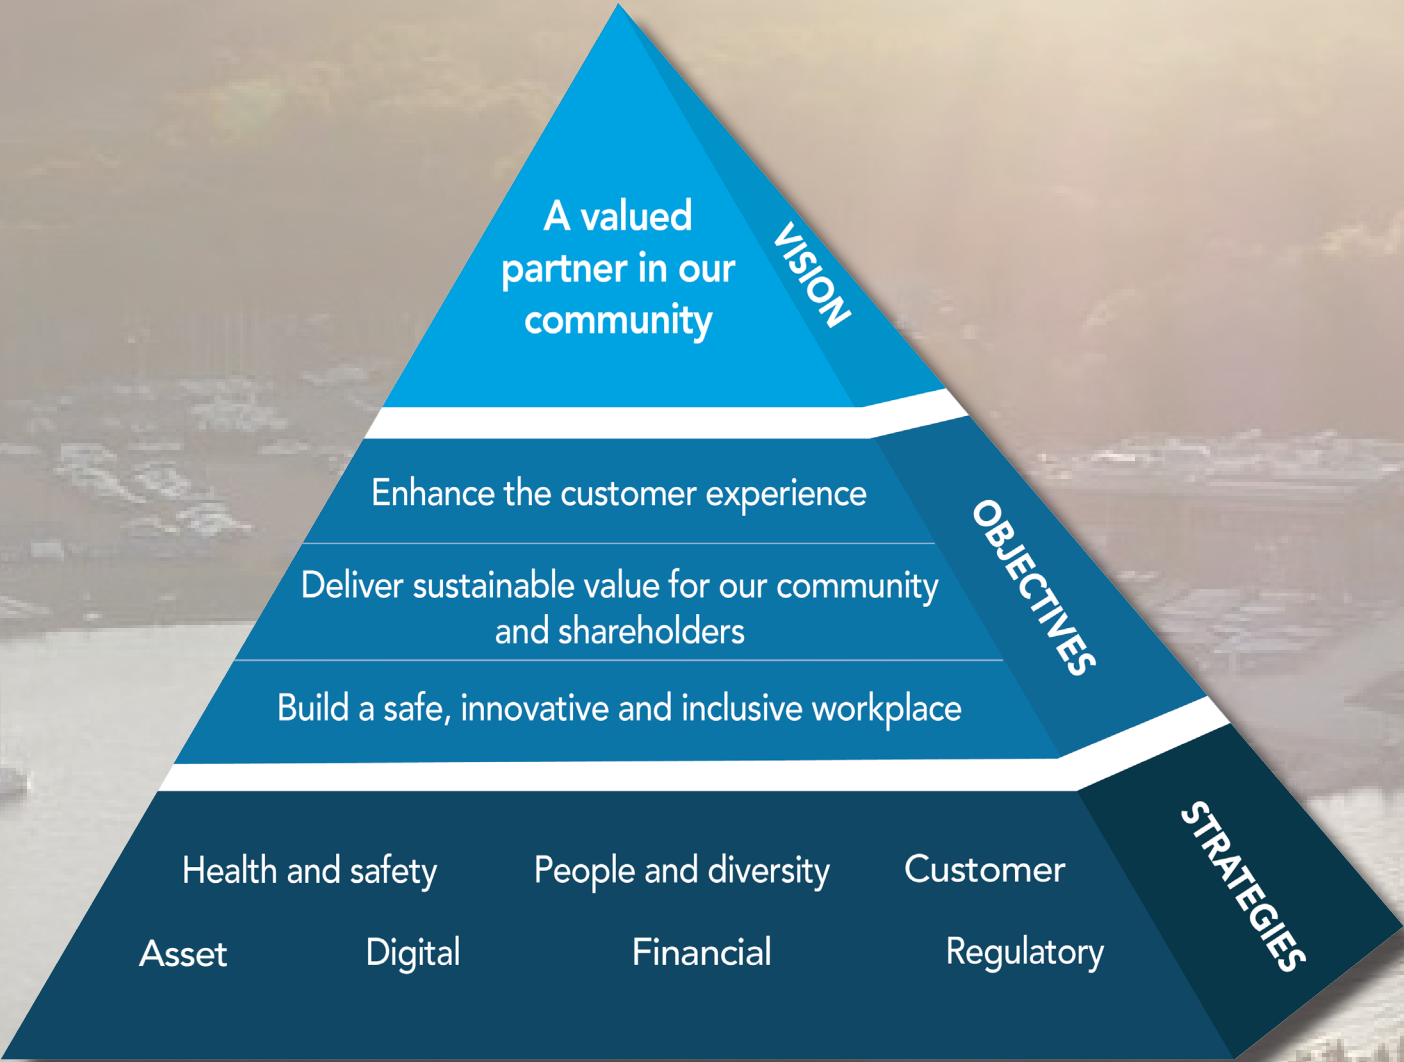 A valued
partner in our
community
VISION
Enhance the customer experience
Deliver sustainable value for our community
and shareholders
Build a safe, innovative and inclusive workplace
OBJECTIVES
Health and safety People and diversity Customer
Asset Digital Financial Regulatory
STRATEGIES